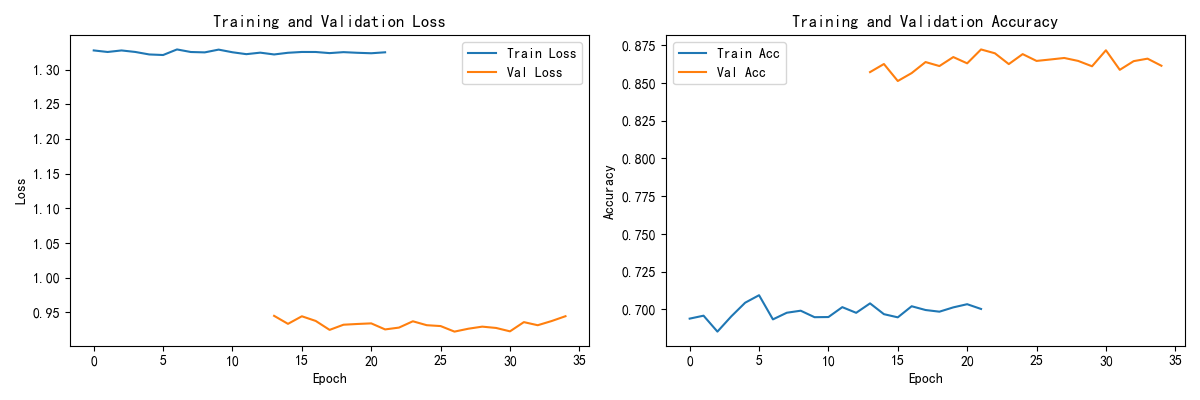 Training and Validation Loss
Train Loss
Val Loss
1.30
1.25
1.20
1.15
1.10
1.05
1.00
0.95
Loss
0 5 10 15 20 25 30 35
Epoch
Training and Validation Accuracy
Train Acc
Val Acc
0.875
0.850
0.825
0.800
0.775
0.750
0.725
0.700
Accuracy
0 5 10 15 20 25 30 35
Epoch